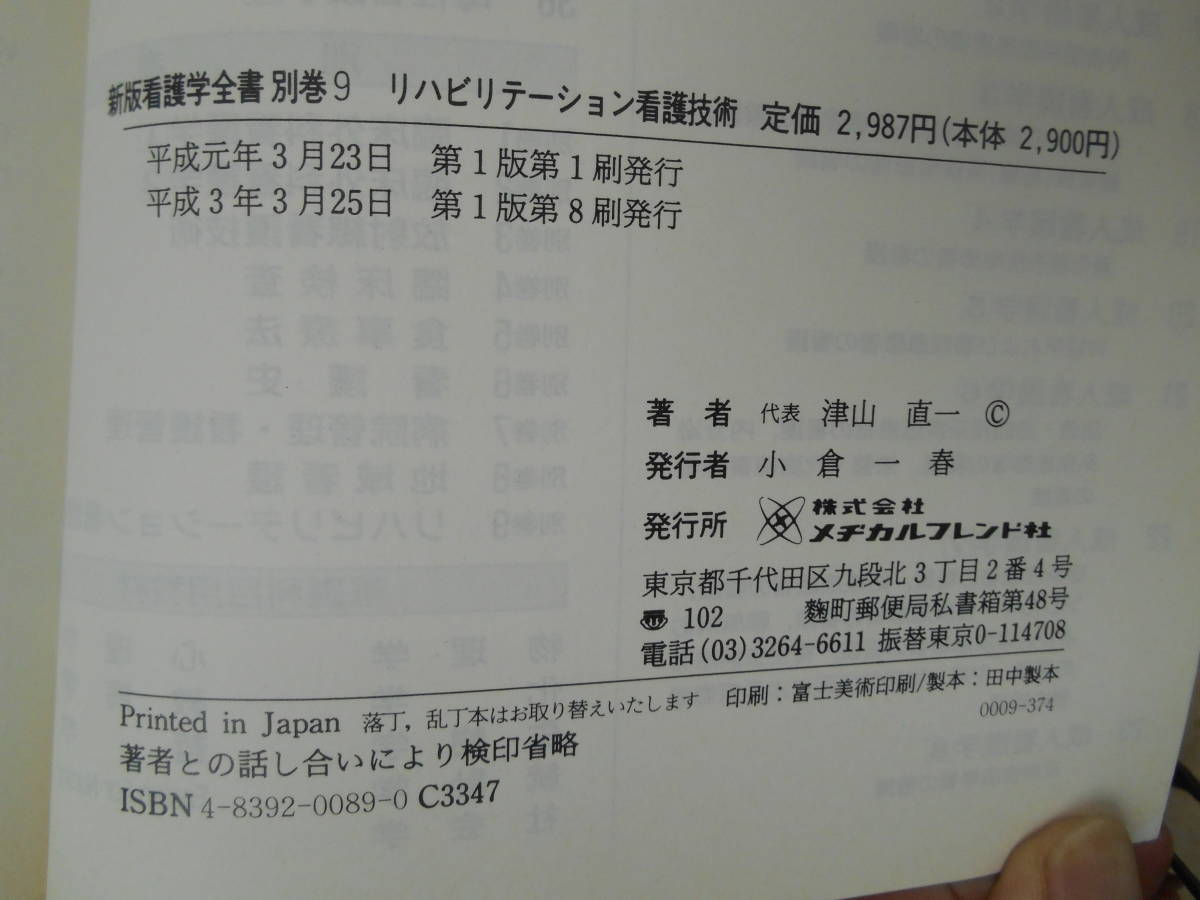 新版看護学全書 別巻9 リハビリテーション看護技術 定価 2,987円(本体 2,900円)
平成元年3月23日 第1版第1刷発行
平成3年3月25日 第1版第8刷発行
著者 代表 津山 直一 ©
発行者 小倉一春
発行所 株式会社
メヂカルフレンド社
東京都千代田区九段北3丁目2番4号
〠 102 麴町郵便局私書箱第48号
電話(03)3264-6611 振替東京0-114708
Printed in Japan 落丁,乱丁本はお取り替えいたします 印刷:富士美術印刷/製本:田中製本
0009-374
著者との話し合いにより検印省略
ISBN 4-8392-0089-0 C3347